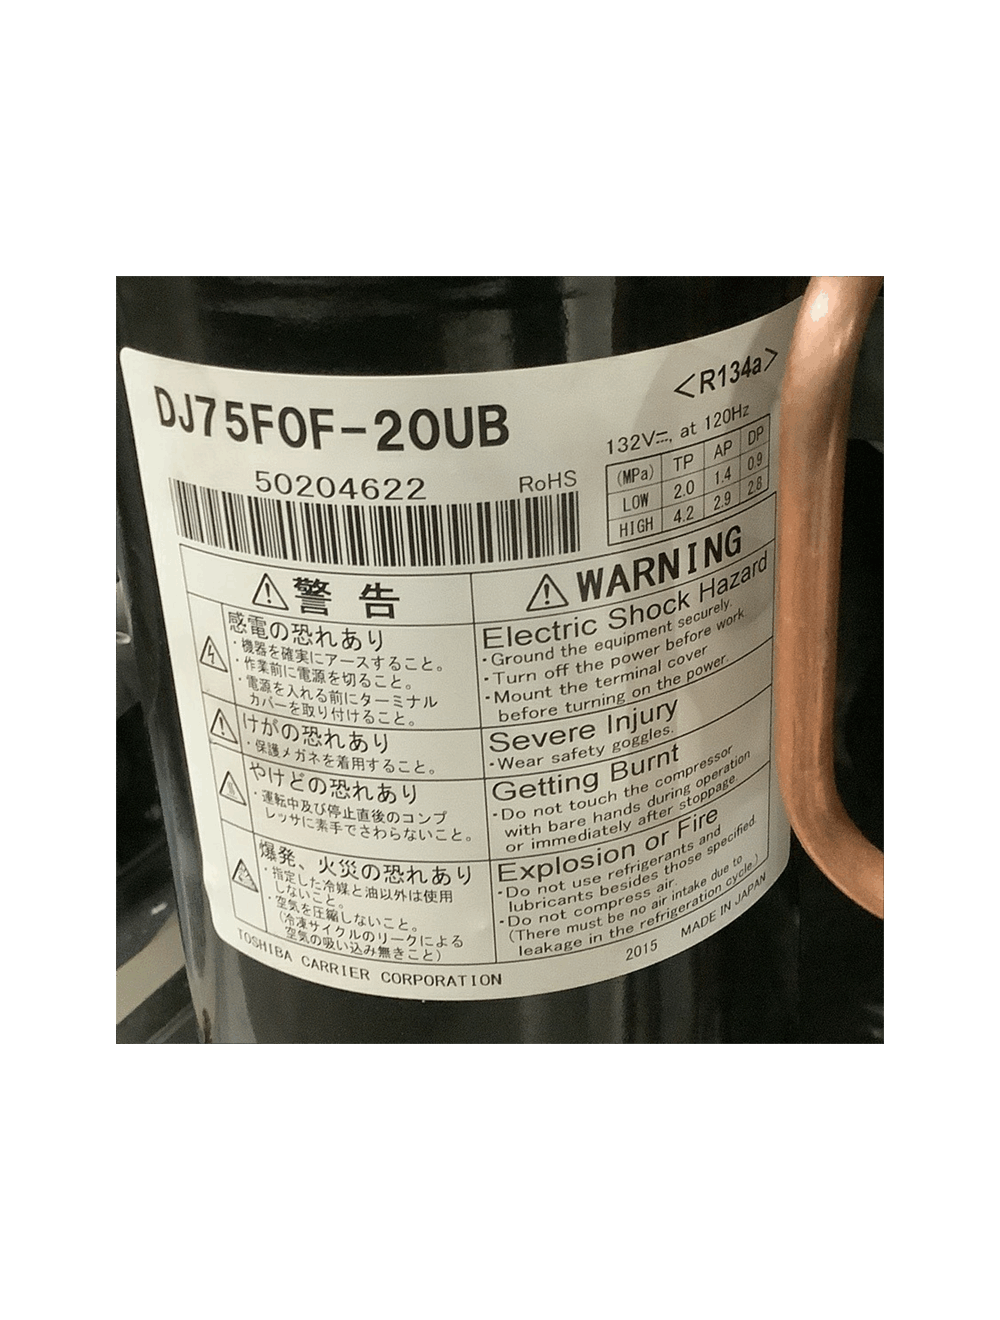 DJ75F0F-20UB
<R134a>
50204622
RoHS
132V⎓, at 120Hz
(MPa) TP AP DP
LOW 2.0 1.4 0.9
HIGH 4.2 2.9 2.8
⚠警 告
感電の恐れあり
・機器を確実にアースすること。
・作業前に電源を切ること。
・電源を入れる前にターミナル
カバーを取り付けること。
けがの恐れあり
・保護メガネを着用すること。
やけどの恐れあり
・運転中及び停止直後のコンプ
レッサに素手でさわらないこと。
爆発、火災の恐れあり
・指定した冷媒と油以外は使用
しないこと。
・空気を圧縮しないこと。
(冷凍サイクルのリークによる
空気の吸い込み無きこと)
⚠WARNING
Electric Shock Hazard
・Ground the equipment securely.
・Turn off the power before work.
・Mount the terminal cover
before turning on the power.
Severe Injury
・Wear safety goggles.
Getting Burnt
・Do not touch the compressor
with bare hands during operation
or immediately after stoppage.
Explosion or Fire
・Do not use refrigerants and
lubricants besides those specified.
・Do not compress air.
(There must be no air intake due to
leakage in the refrigeration cycle.)
TOSHIBA CARRIER CORPORATION
2015 MADE IN JAPAN